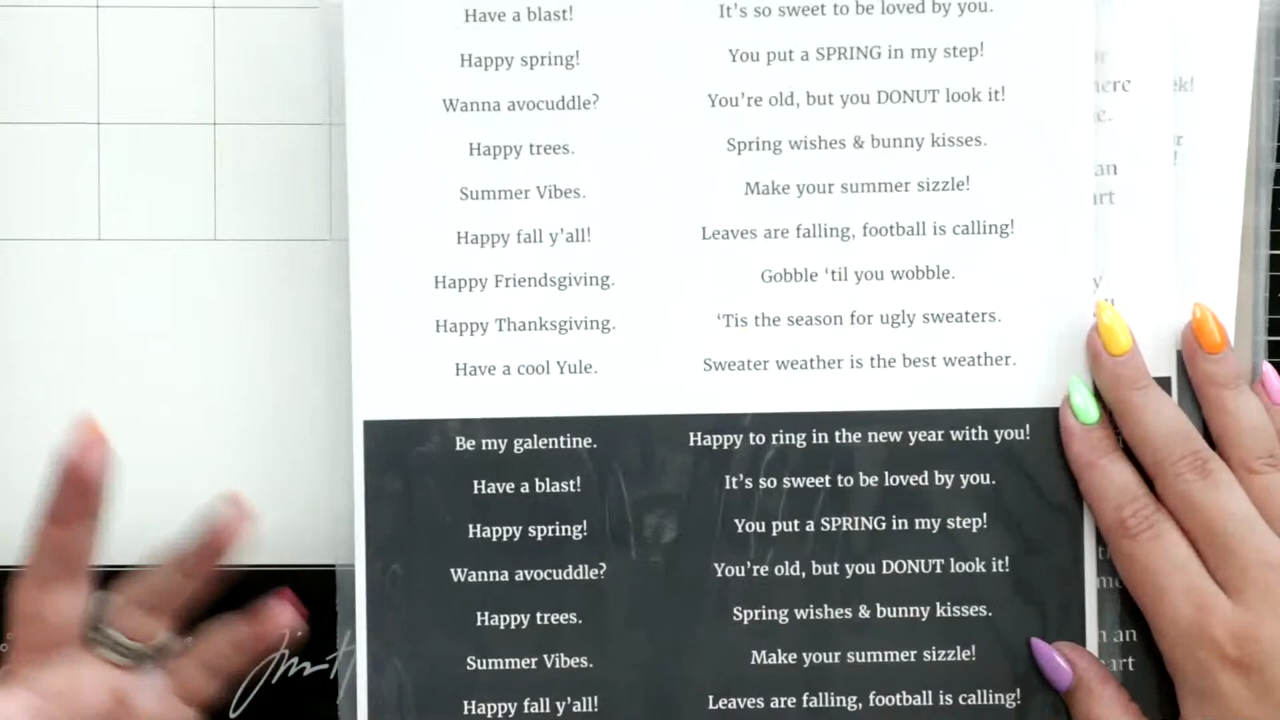 Have a blast! It's so sweet to be loved by you.
Happy spring! You put a SPRING in my step!
Wanna avocuddle? You're old, but you DONUT look it!
Happy trees. Spring wishes & bunny kisses.
Summer Vibes. Make your summer sizzle!
Happy fall y'all! Leaves are falling, football is calling!
Happy Friendsgiving. Gobble 'til you wobble.
Happy Thanksgiving. 'Tis the season for ugly sweaters.
Have a cool Yule. Sweater weather is the best weather.
Be my galentine. Happy to ring in the new year with you!
Have a blast! It's so sweet to be loved by you.
Happy spring! You put a SPRING in my step!
Wanna avocuddle? You're old, but you DONUT look it!
Happy trees. Spring wishes & bunny kisses.
Summer Vibes. Make your summer sizzle!
Happy fall y'all! Leaves are falling, football is calling!